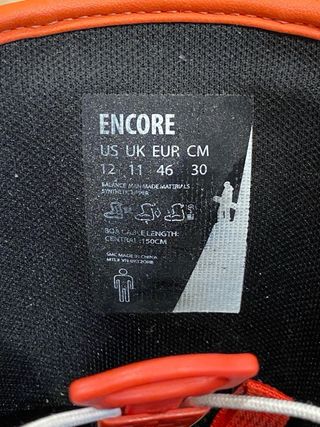 ENCORE
US UK EUR CM
12 11 46 30
BALANCE MAN MADE MATERIALS
SYNTHETIC UPPER
BOA CABLE LENGTH:
CENTRAL :150CM
SMC MADE IN CHINA